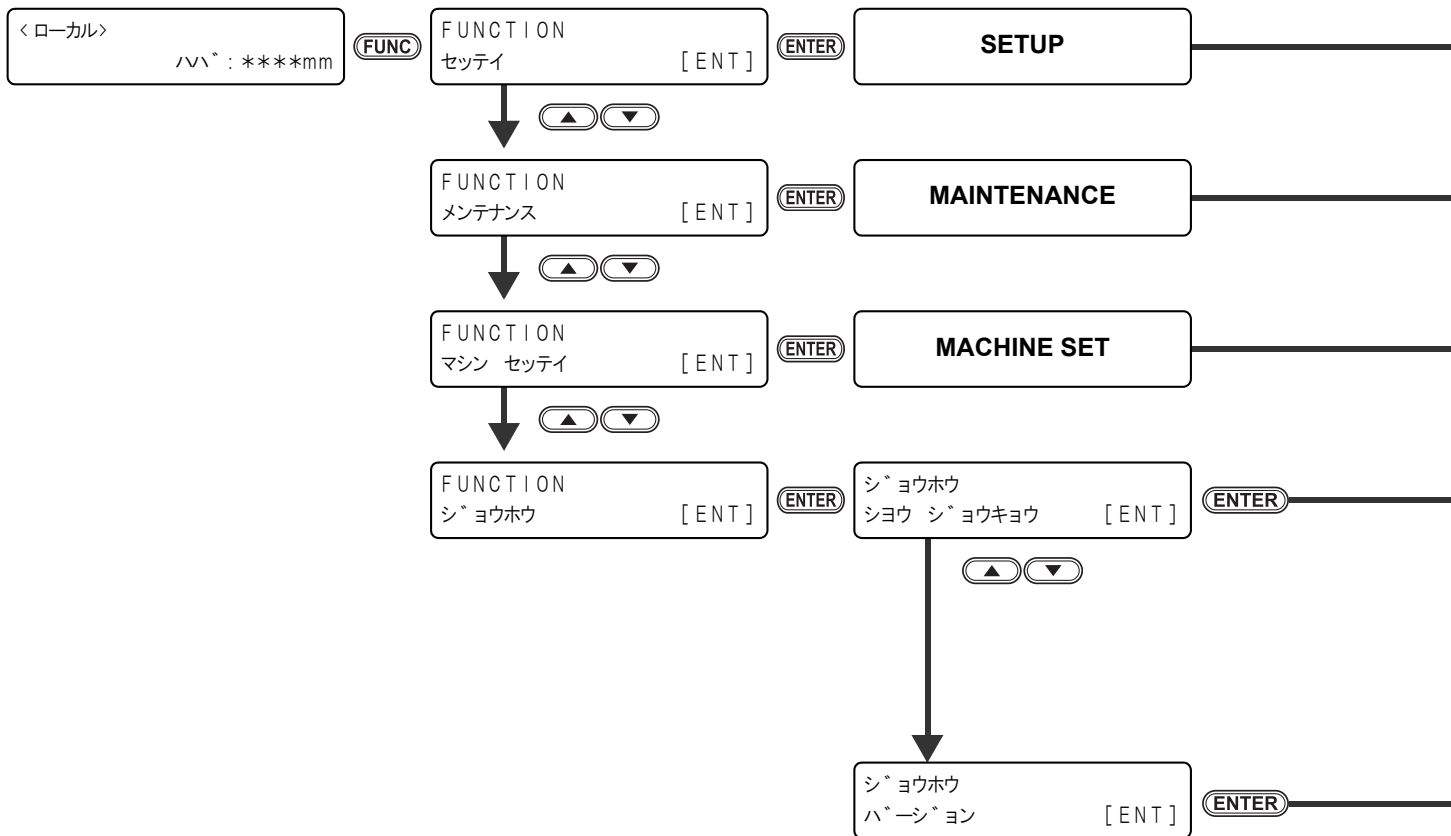 <ローカル>
ハハ゛:****mm
FUNC
FUNCTION
セッテイ [ENT]
ENTER
SETUP
FUNCTION
メンテナンス [ENT]
ENTER
MAINTENANCE
FUNCTION
マシン セッテイ [ENT]
ENTER
MACHINE SET
FUNCTION
シ゛ョウホウ [ENT]
ENTER
シ゛ョウホウ
シヨウ シ゛ョウキョウ [ENT]
ENTER
シ゛ョウホウ
ハ゛ーシ゛ョン [ENT]
ENTER